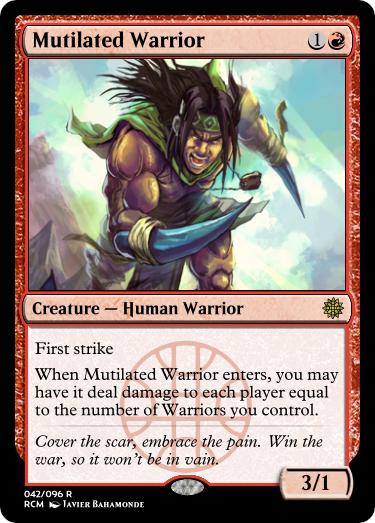 Mutilated Warrior 1
Creature — Human Warrior
First strike
When Mutilated Warrior enters, you may
have it deal damage to each player equal
to the number of Warriors you control.
Cover the scar, embrace the pain. Win the
war, so it won't be in vain.
3/1
042/096 R
RCM Javier Bahamonde